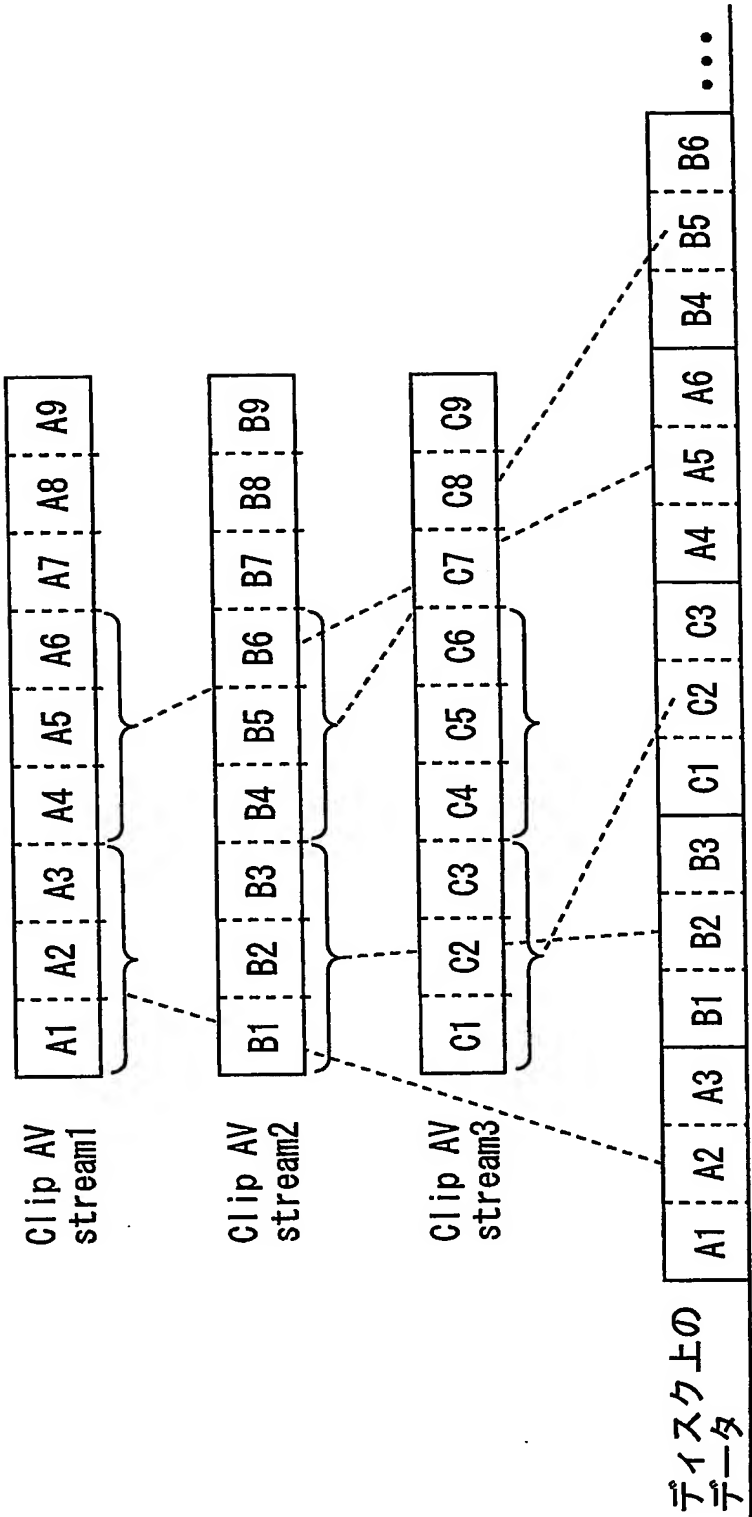 Clip AV
stream1
A1 A2 A3 A4 A5 A6 A7 A8 A9
Clip AV
stream2
B1 B2 B3 B4 B5 B6 B7 B8 B9
Clip AV
stream3
C1 C2 C3 C4 C5 C6 C7 C8 C9
ディスク上の
データ
A1 A2 A3 B1 B2 B3 C1 C2 C3 A4 A5 A6 B4 B5 B6 •••